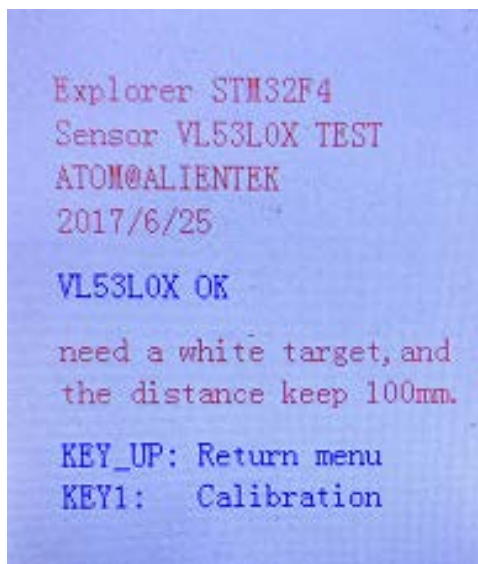 Explorer STM32F4
Sensor VL53L0X TEST
ATOM@ALIENTEK
2017/6/25
VL53L0X OK
need a white target,and
the distance keep 100mm.
KEY_UP: Return menu
KEY1: Calibration